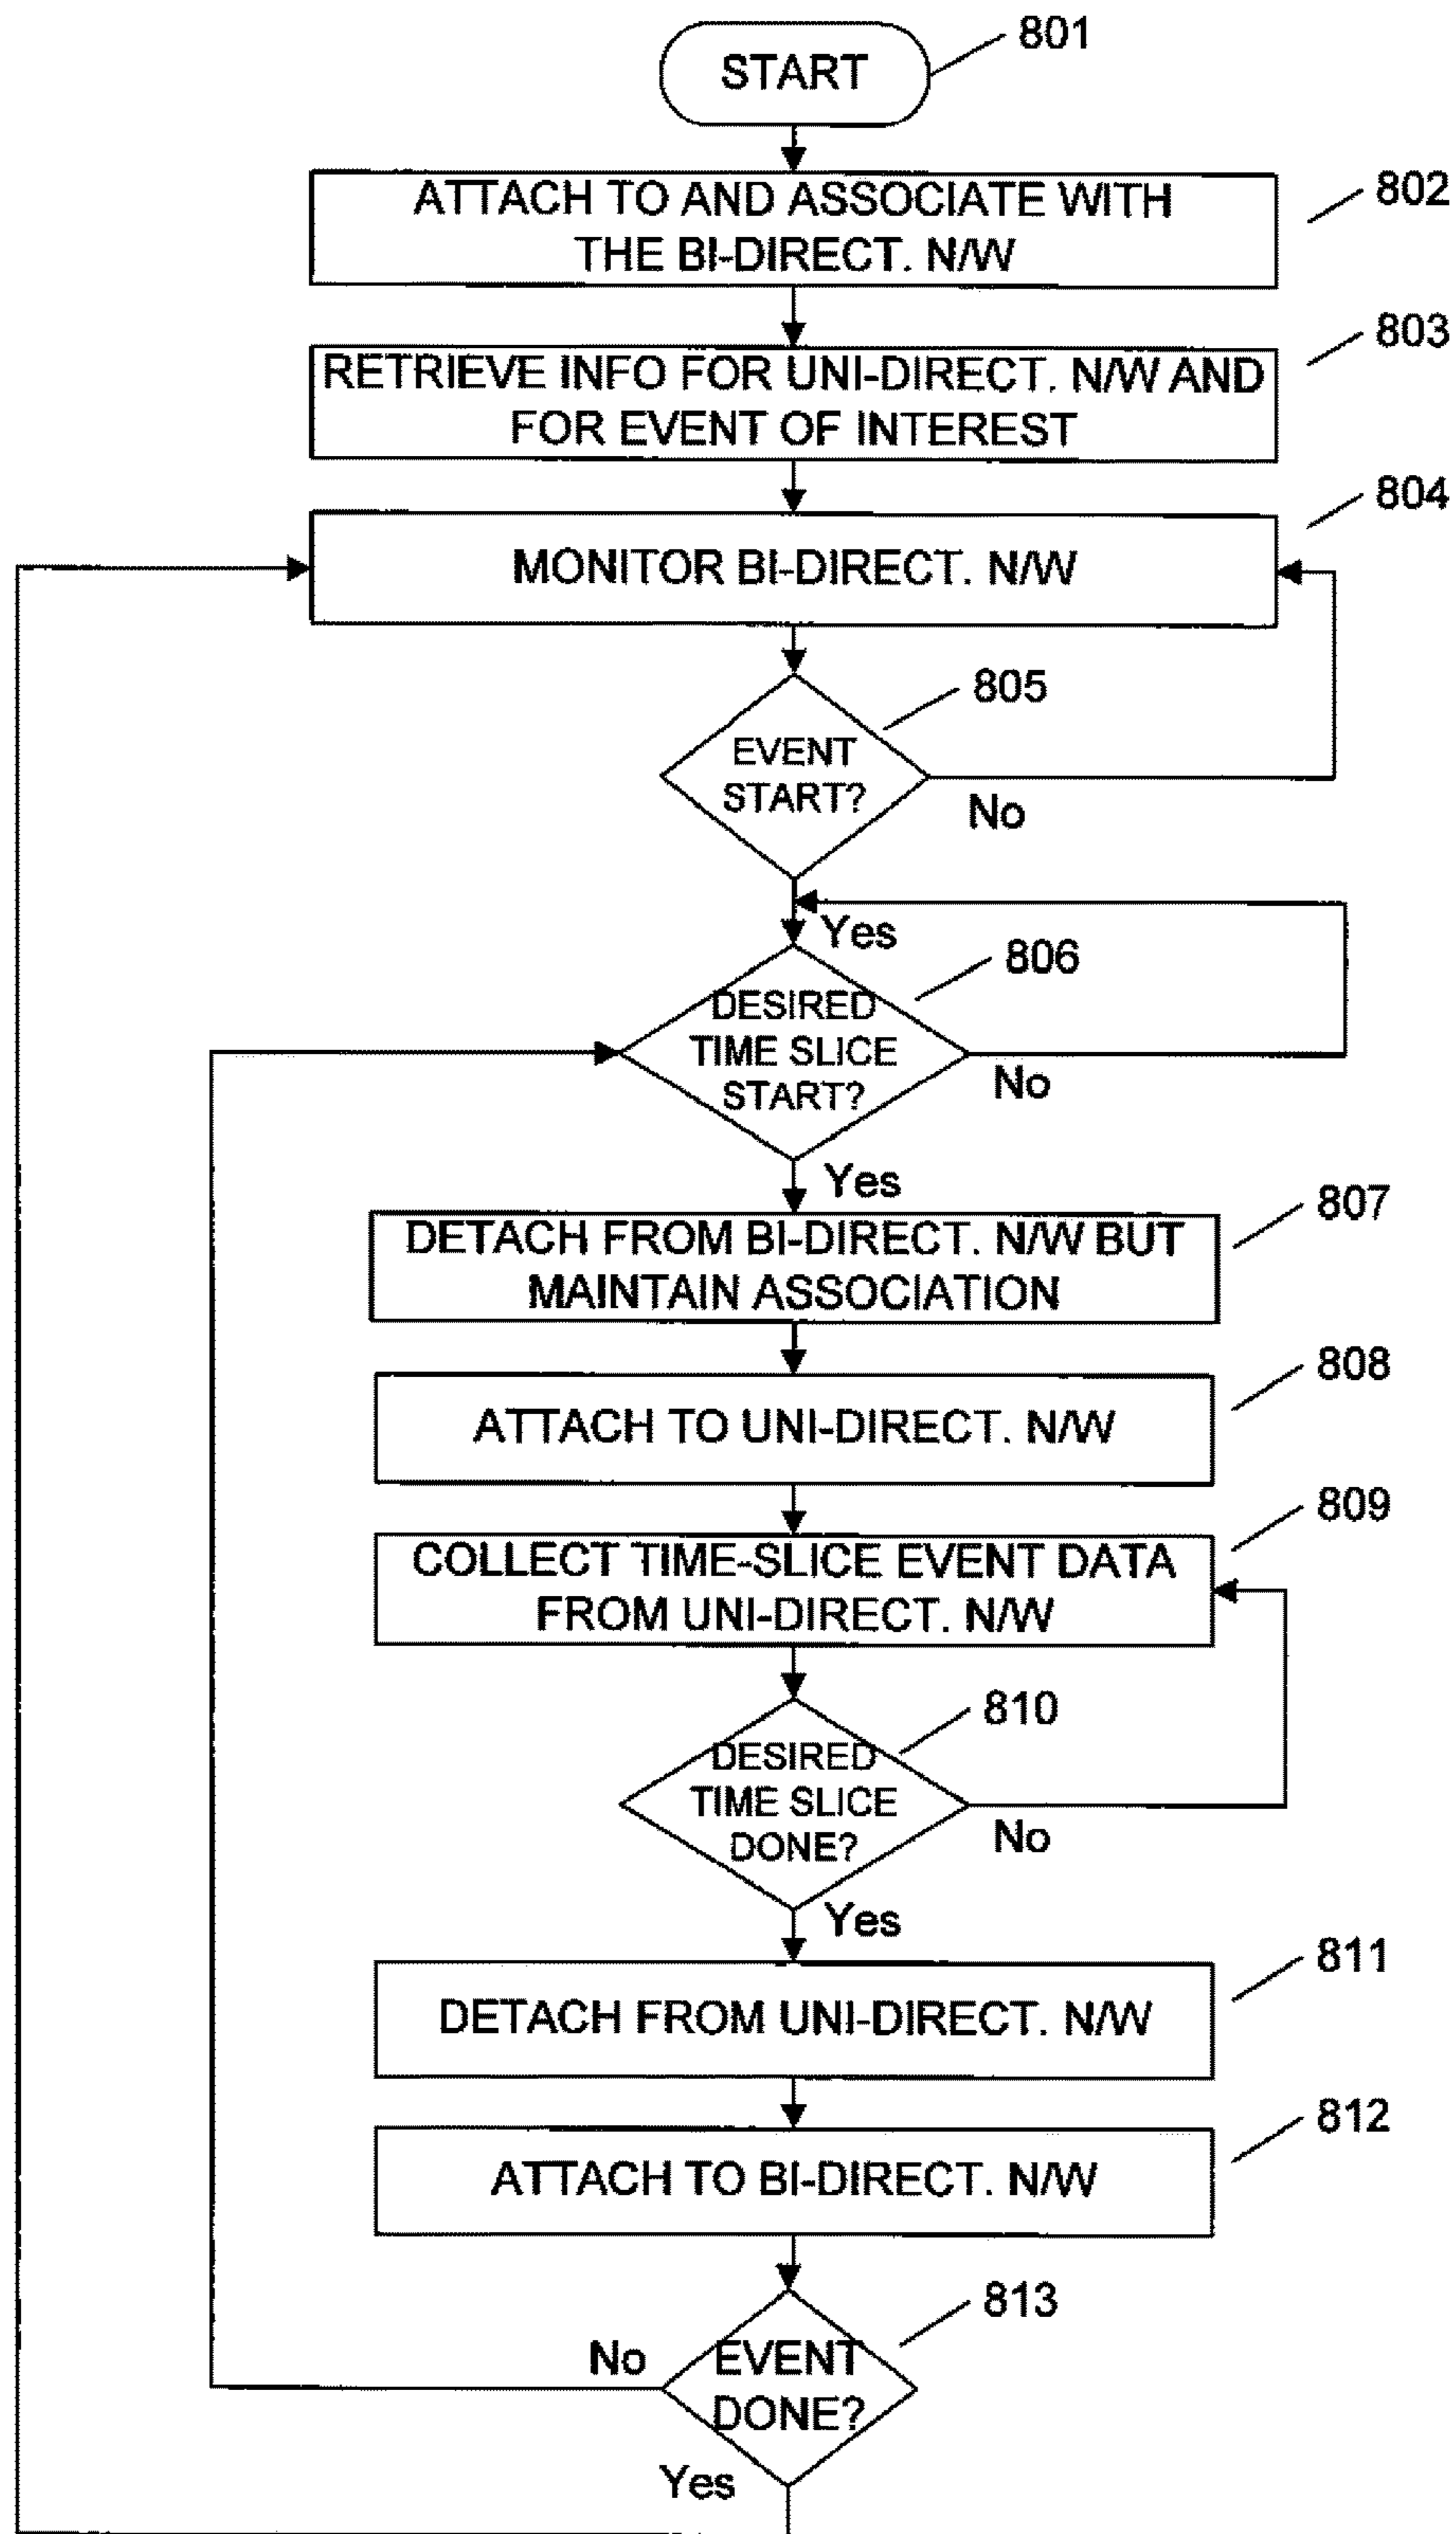 START
801
ATTACH TO AND ASSOCIATE WITH
THE BI-DIRECT. N/W
802
RETRIEVE INFO FOR UNI-DIRECT. N/W AND
FOR EVENT OF INTEREST
803
MONITOR BI-DIRECT. N/W
804
EVENT
START?
805
No
Yes
DESIRED
TIME SLICE
START?
806
No
Yes
DETACH FROM BI-DIRECT. N/W BUT
MAINTAIN ASSOCIATION
807
ATTACH TO UNI-DIRECT. N/W
808
COLLECT TIME-SLICE EVENT DATA
FROM UNI-DIRECT. N/W
809
DESIRED
TIME SLICE
DONE?
810
No
Yes
DETACH FROM UNI-DIRECT. N/W
811
ATTACH TO BI-DIRECT. N/W
812
EVENT
DONE?
813
No
Yes